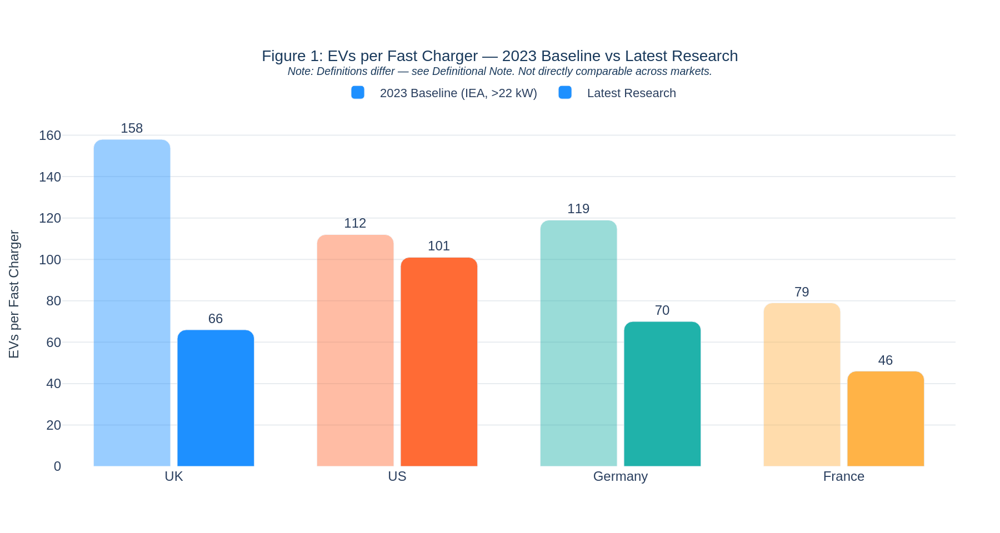 Figure 1: EVs per Fast Charger — 2023 Baseline vs Latest Research
Note: Definitions differ — see Definitional Note. Not directly comparable across markets.
2023 Baseline (IEA, >22 kW)
Latest Research
EVs per Fast Charger
160
140
120
100
80
60
40
20
0
158
66
112
101
119
70
79
46
UK
US
Germany
France